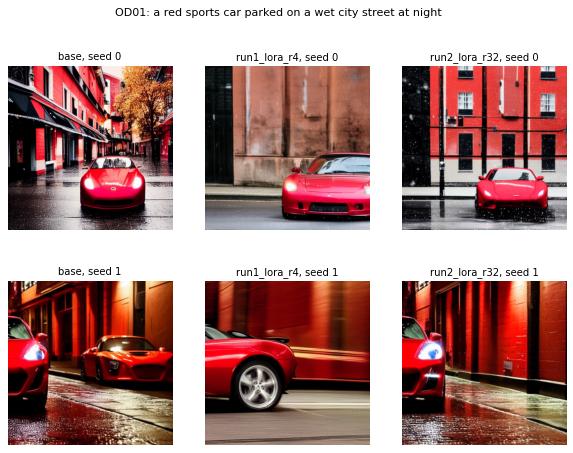 OD01: a red sports car parked on a wet city street at night
base, seed 0
run1_lora_r4, seed 0
run2_lora_r32, seed 0
base, seed 1
run1_lora_r4, seed 1
run2_lora_r32, seed 1